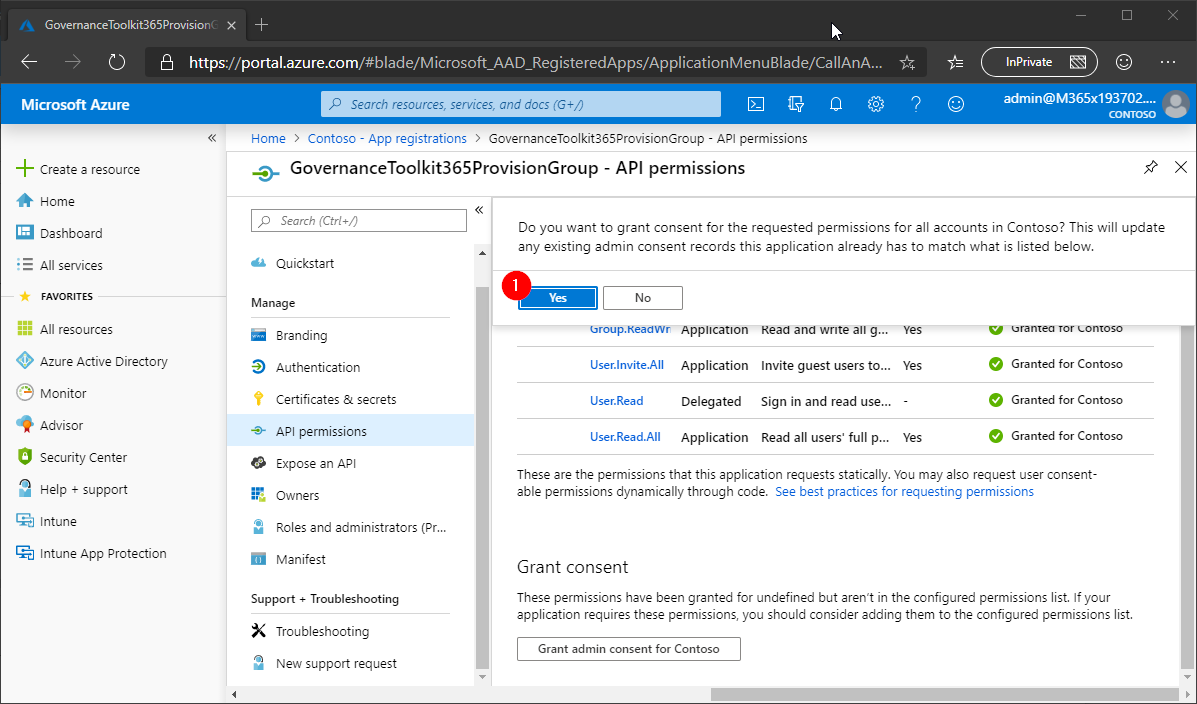 GovernanceToolkit365ProvisionG
https://portal.azure.com/#blade/Microsoft_AAD_RegisteredApps/ApplicationMenuBlade/CallAnA...
InPrivate
Microsoft Azure
Search resources, services, and docs (G+/)
admin@M365x193702....
CONTOSO
Home > Contoso - App registrations > GovernanceToolkit365ProvisionGroup - API permissions
GovernanceToolkit365ProvisionGroup - API permissions
Create a resource
Home
Dashboard
All services
FAVORITES
All resources
Azure Active Directory
Monitor
Advisor
Security Center
Help + support
Intune
Intune App Protection
Search (Ctrl+/)
Quickstart
Manage
Branding
Authentication
Certificates & secrets
API permissions
Expose an API
Owners
Roles and administrators (Pr...
Manifest
Support + Troubleshooting
Troubleshooting
New support request
Do you want to grant consent for the requested permissions for all accounts in Contoso? This will update
any existing admin consent records this application already has to match what is listed below.
1
Yes No
Group.ReadWri Application Read and write all g... Yes Granted for Contoso
User.Invite.All Application Invite guest users to... Yes Granted for Contoso
User.Read Delegated Sign in and read use... - Granted for Contoso
User.Read.All Application Read all users' full p... Yes Granted for Contoso
These are the permissions that this application requests statically. You may also request user consent-
able permissions dynamically through code. See best practices for requesting permissions
Grant consent
These permissions have been granted for undefined but aren't in the configured permissions list. If your
application requires these permissions, you should consider adding them to the configured permissions list.
Grant admin consent for Contoso